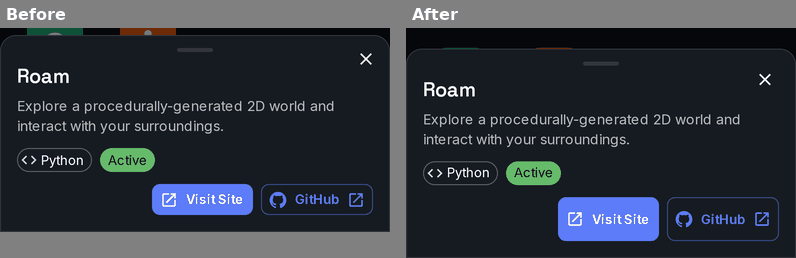 Before
Roam
Explore a procedurally-generated 2D world and
interact with your surroundings.
Python Active
Visit Site GitHub
After
Roam
Explore a procedurally-generated 2D world and
interact with your surroundings.
Python Active
Visit Site GitHub